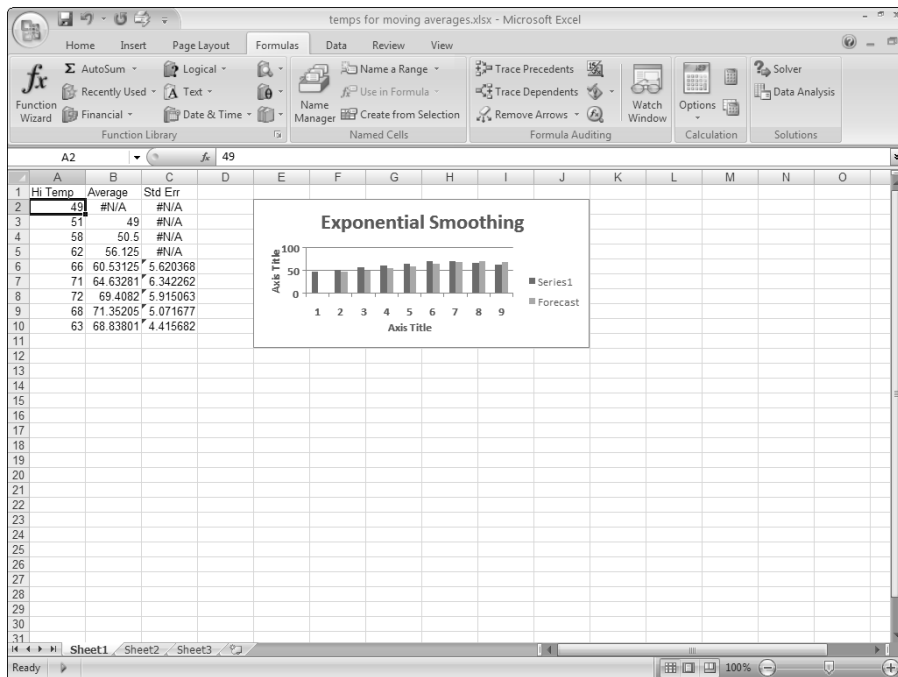 temps for moving averages.xlsx - Microsoft Excel
Home Insert Page Layout Formulas Data Review View
fx Function Wizard
Σ AutoSum
Recently Used
Financial
Logical
Text
Date & Time
Function Library
Name Manager
Name a Range
Use in Formula
Create from Selection
Named Cells
Trace Precedents
Trace Dependents
Remove Arrows
Formula Auditing
Watch Window
Options
Calculation
Solver
Data Analysis
Solutions
A2 fx 49
A B C D E F G H I J K L M N O
1 Hi Temp Average Std Err
2 49 #N/A #N/A
3 51 49 #N/A
4 58 50.5 #N/A
5 62 56.125 #N/A
6 66 60.53125 5.620368
7 71 64.63281 6.342262
8 72 69.4082 5.915063
9 68 71.35205 5.071677
10 63 68.83801 4.415682
11
12
13
14
15
16
17
18
19
20
21
22
23
24
25
26
27
28
29
30
31
Exponential Smoothing
Axis Title
100
50
0
1 2 3 4 5 6 7 8 9
Axis Title
Series1
Forecast
Sheet1 Sheet2 Sheet3
Ready 100%